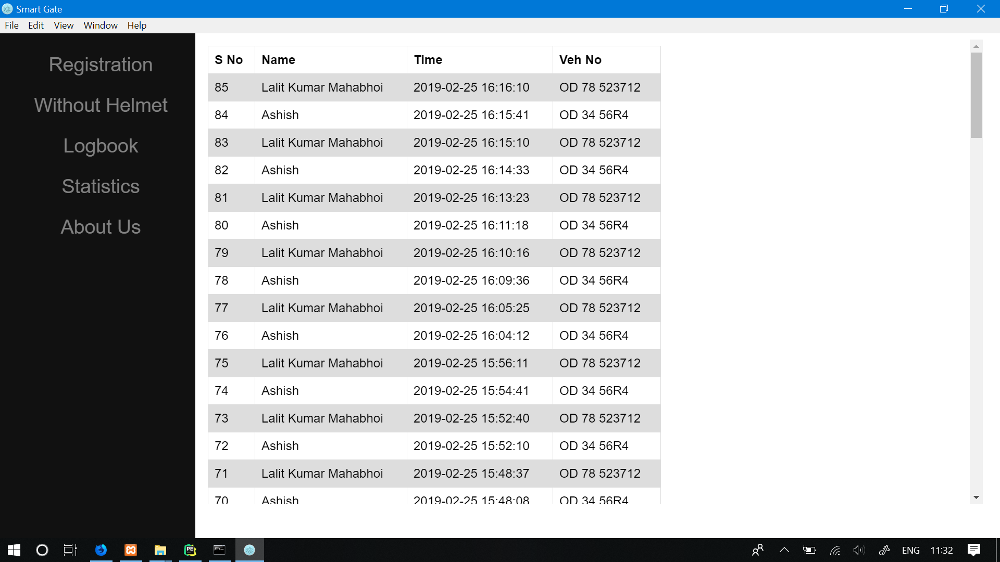 Smart Gate
File Edit View Window Help
Registration
Without Helmet
Logbook
Statistics
About Us
S No Name Time Veh No
85 Lalit Kumar Mahabhoi 2019-02-25 16:16:10 OD 78 523712
84 Ashish 2019-02-25 16:15:41 OD 34 56R4
83 Lalit Kumar Mahabhoi 2019-02-25 16:15:10 OD 78 523712
82 Ashish 2019-02-25 16:14:33 OD 34 56R4
81 Lalit Kumar Mahabhoi 2019-02-25 16:13:23 OD 78 523712
80 Ashish 2019-02-25 16:11:18 OD 34 56R4
79 Lalit Kumar Mahabhoi 2019-02-25 16:10:16 OD 78 523712
78 Ashish 2019-02-25 16:09:36 OD 34 56R4
77 Lalit Kumar Mahabhoi 2019-02-25 16:05:25 OD 78 523712
76 Ashish 2019-02-25 16:04:12 OD 34 56R4
75 Lalit Kumar Mahabhoi 2019-02-25 15:56:11 OD 78 523712
74 Ashish 2019-02-25 15:54:41 OD 34 56R4
73 Lalit Kumar Mahabhoi 2019-02-25 15:52:40 OD 78 523712
72 Ashish 2019-02-25 15:52:10 OD 34 56R4
71 Lalit Kumar Mahabhoi 2019-02-25 15:48:37 OD 78 523712
70 Ashish 2019-02-25 15:48:08 OD 34 56R4
PE
ENG 11:32